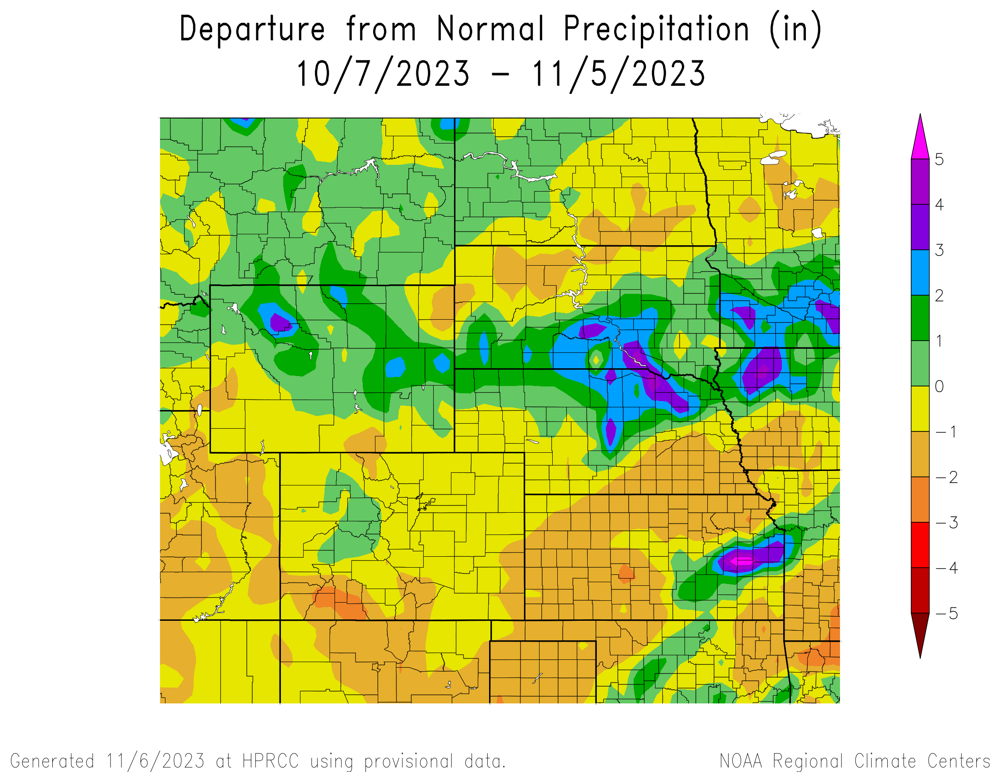 Departure from Normal Precipitation (in)
10/7/2023 – 11/5/2023
5
4
3
2
1
0
−1
−2
−3
−4
−5
Generated 11/6/2023 at HPRCC using provisional data.
NOAA Regional Climate Centers